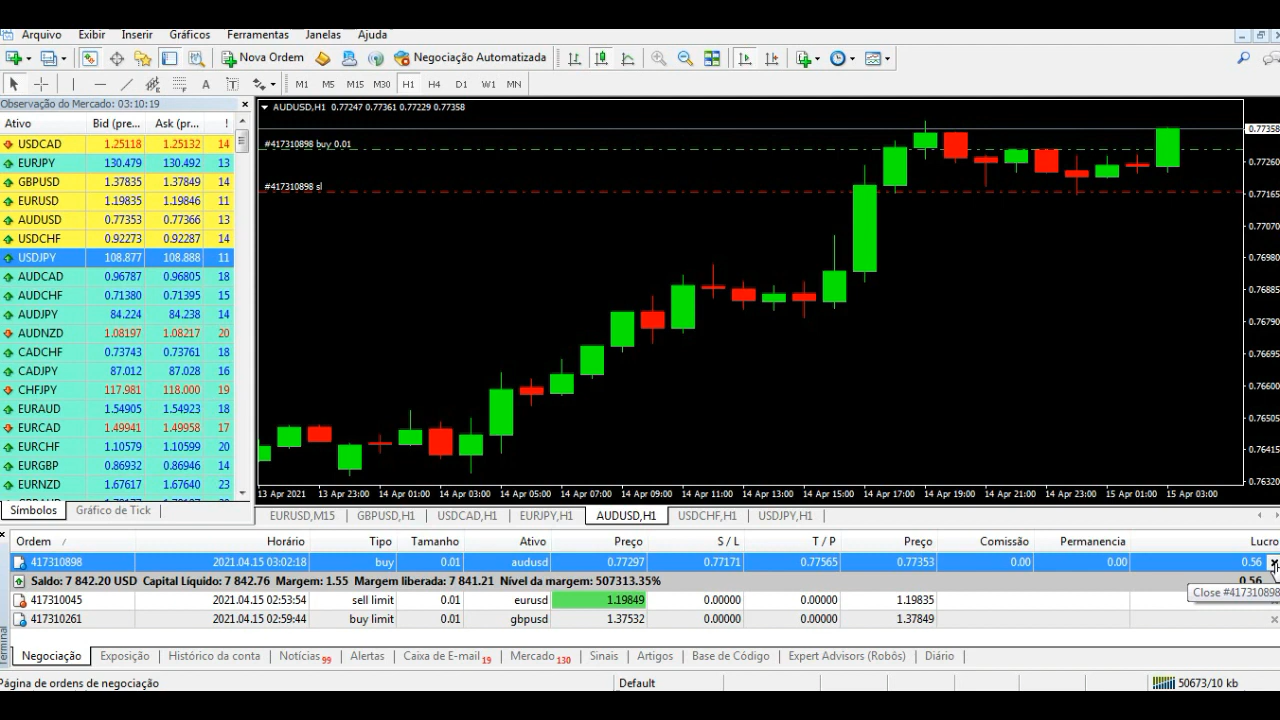 Arquivo Exibir Inserir Gráficos Ferramentas Janelas Ajuda
Nova Ordem Negociação Automatizada
A T M1 M5 M15 M30 H1 H4 D1 W1 MN
Observação do Mercado: 03:10:19
Ativo Bid (pre... Ask (pr... !
USDCAD 1.25118 1.25132 14
EURJPY 130.479 130.492 13
GBPUSD 1.37835 1.37849 14
EURUSD 1.19835 1.19846 11
AUDUSD 0.77353 0.77366 13
USDCHF 0.92273 0.92287 14
USDJPY 108.877 108.888 11
AUDCAD 0.96787 0.96805 18
AUDCHF 0.71380 0.71395 15
AUDJPY 84.224 84.238 14
AUDNZD 1.08197 1.08217 20
CADCHF 0.73743 0.73761 18
CADJPY 87.012 87.028 16
CHFJPY 117.981 118.000 19
EURAUD 1.54905 1.54923 18
EURCAD 1.49941 1.49958 17
EURCHF 1.10579 1.10599 20
EURGBP 0.86932 0.86946 14
EURNZD 1.67617 1.67640 23
Símbolos Gráfico de Tick
AUDUSD,H1 0.77247 0.77361 0.77229 0.77358
#417310898 buy 0.01
#417310898 sl
0.77358
0.77260
0.77165
0.77070
0.76980
0.76885
0.76790
0.76695
0.76600
0.76505
0.76415
0.76320
13 Apr 2021 13 Apr 23:00 14 Apr 01:00 14 Apr 03:00 14 Apr 05:00 14 Apr 07:00 14 Apr 09:00 14 Apr 11:00 14 Apr 13:00 14 Apr 15:00 14 Apr 17:00 14 Apr 19:00 14 Apr 21:00 14 Apr 23:00 15 Apr 01:00 15 Apr 03:00
EURUSD,M15 GBPUSD,H1 USDCAD,H1 EURJPY,H1 AUDUSD,H1 USDCHF,H1 USDJPY,H1
Ordem / Horário Tipo Tamanho Ativo Preço S / L T / P Preço Comissão Permanencia Lucro
417310898 2021.04.15 03:02:18 buy 0.01 audusd 0.77297 0.77171 0.77565 0.77353 0.00 0.00 0.56
Saldo: 7 842.20 USD Capital Líquido: 7 842.76 Margem: 1.55 Margem liberada: 7 841.21 Nível da margem: 507313.35% 0.56
Close #417310898
417310045 2021.04.15 02:53:54 sell limit 0.01 eurusd 1.19849 0.00000 0.00000 1.19835
417310261 2021.04.15 02:59:44 buy limit 0.01 gbpusd 1.37532 0.00000 0.00000 1.37849
Terminal
Negociação Exposição Histórico da conta Notícias 99 Alertas Caixa de E-mail 19 Mercado 130 Sinais Artigos Base de Código Expert Advisors (Robôs) Diário
Página de ordens de negociação Default 50673/10 kb